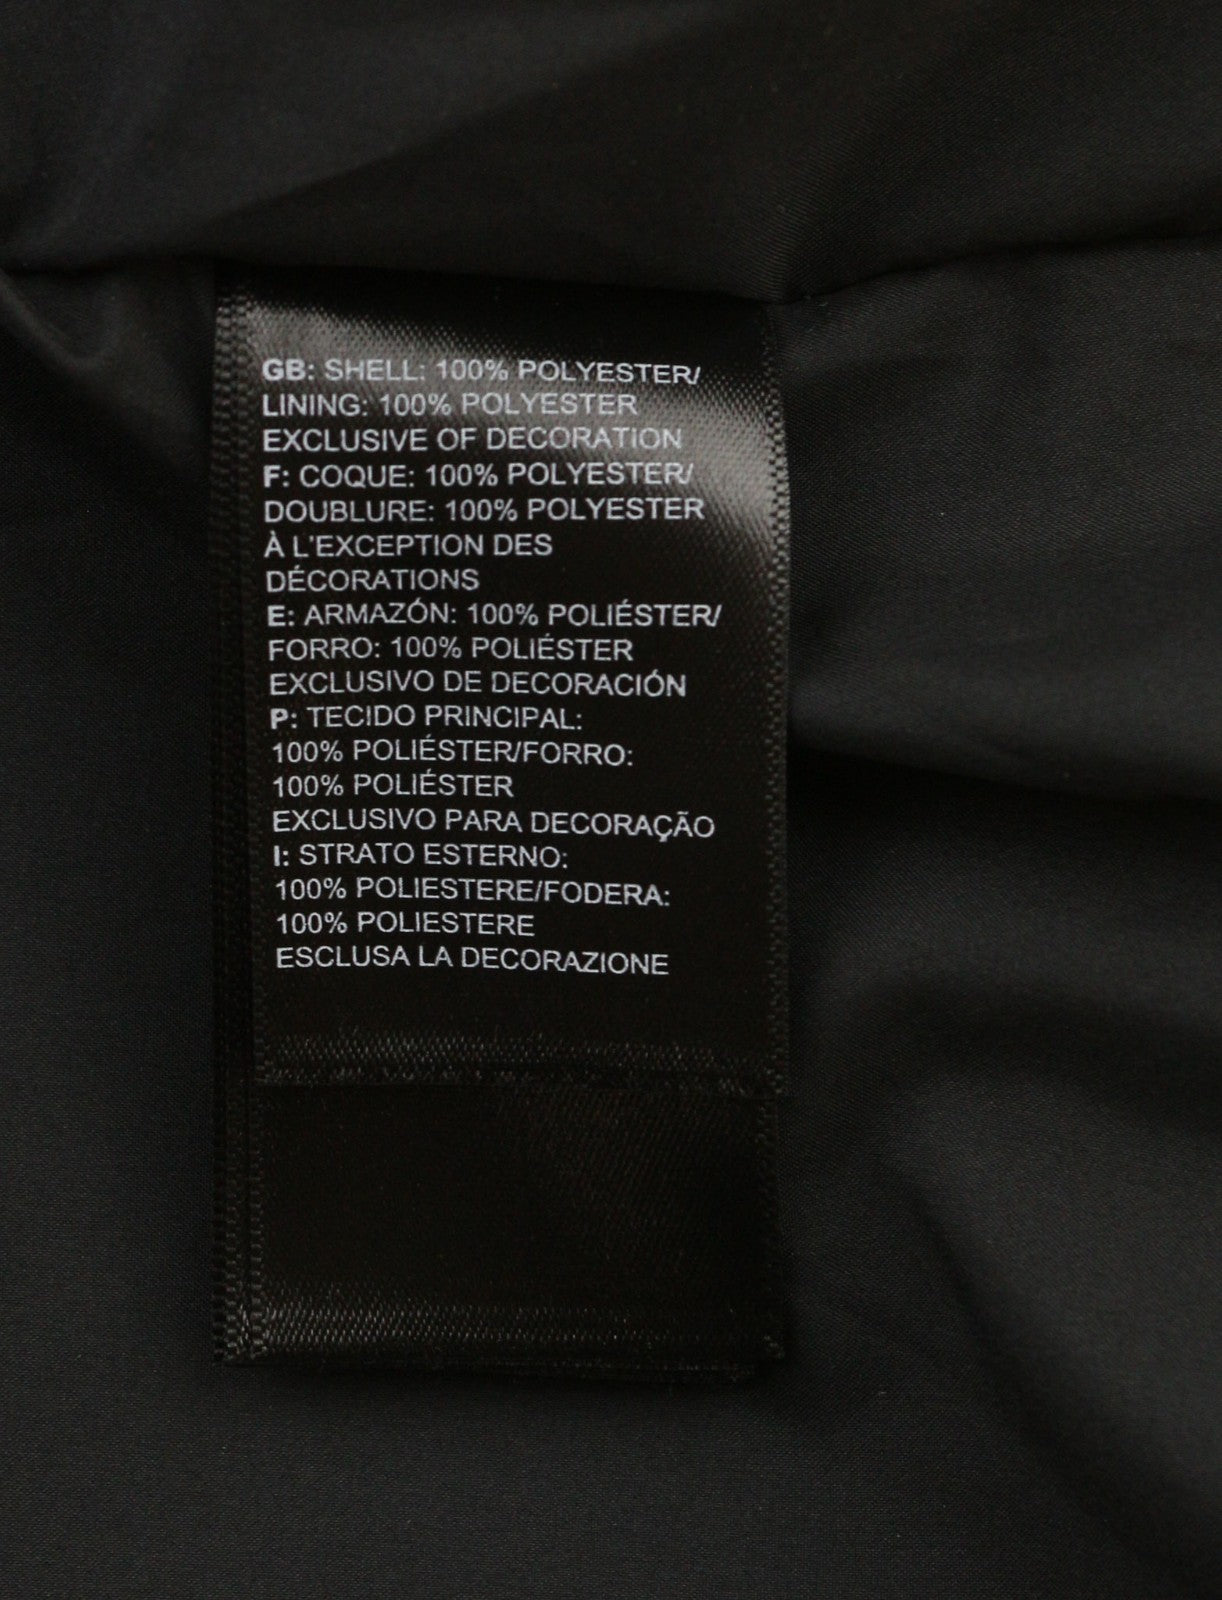 GB: SHELL: 100% POLYESTER/
LINING: 100% POLYESTER
EXCLUSIVE OF DECORATION
F: COQUE: 100% POLYESTER/
DOUBLURE: 100% POLYESTER
À L'EXCEPTION DES
DÉCORATIONS
E: ARMAZÓN: 100% POLIÉSTER/
FORRO: 100% POLIÉSTER
EXCLUSIVO DE DECORACIÓN
P: TECIDO PRINCIPAL:
100% POLIÉSTER/FORRO:
100% POLIÉSTER
EXCLUSIVO PARA DECORAÇÃO
I: STRATO ESTERNO:
100% POLIESTERE/FODERA:
100% POLIESTERE
ESCLUSA LA DECORAZIONE